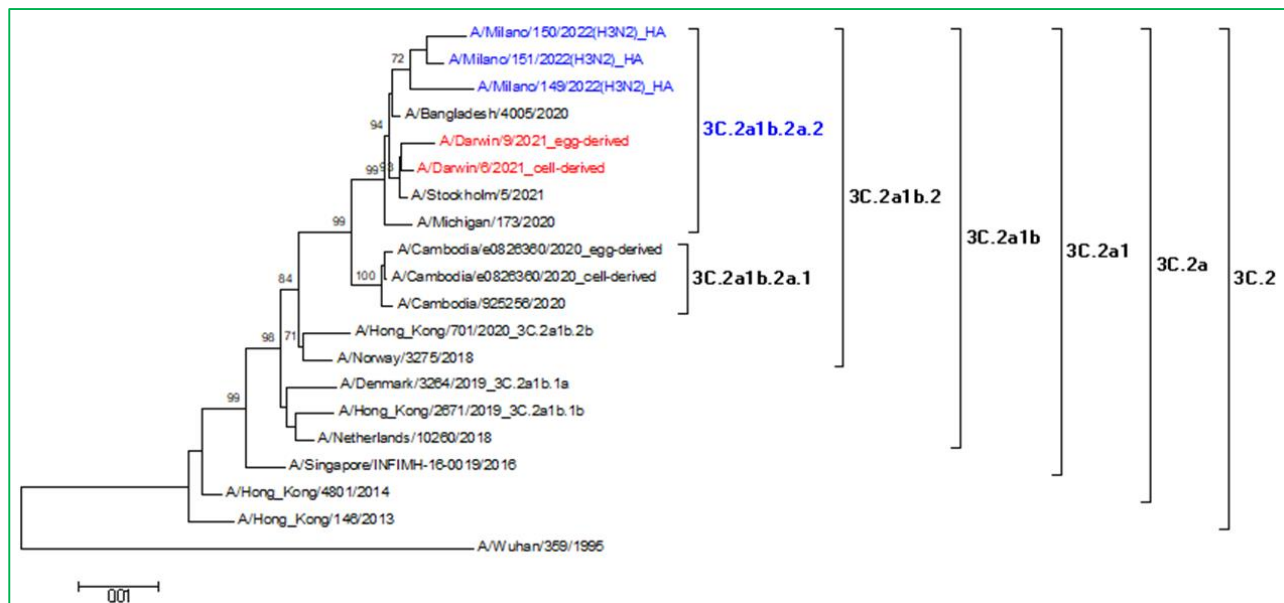 A/Milano/150/2022(H3N2)_HA
A/Milano/151/2022(H3N2)_HA
72
A/Milano/149/2022(H3N2)_HA
A/Bangladesh/4005/2020
94
3C.2a1b.2a.2
A/Darwin/9/2021_egg-derived
99
93
A/Darwin/6/2021_cell-derived
A/Stockholm/5/2021
3C.2a1b.2
A/Michigan/173/2020
99
3C.2a1b
A/Cambodia/e0826360/2020_egg-derived
3C.2a1
100
A/Cambodia/e0826360/2020_cell-derived
3C.2a1b.2a.1
3C.2a
3C.2
84
A/Cambodia/925256/2020
A/Hong_Kong/701/2020_3C.2a1b.2b
98
71
A/Norway/3275/2018
A/Denmark/3264/2019_3C.2a1b.1a
99
A/Hong_Kong/2671/2019_3C.2a1b.1b
A/Netherlands/10260/2018
A/Singapore/INFIMH-16-0019/2016
A/Hong_Kong/4801/2014
A/Hong_Kong/146/2013
A/Wuhan/359/1995
0.01